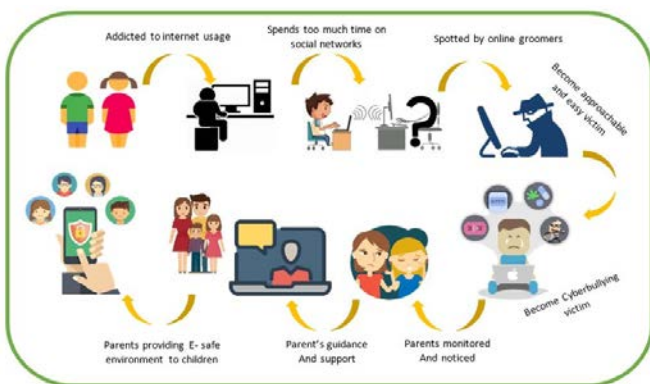 Addicted to internet usage
Spends too much time on
social networks
Spotted by online groomers
Become approachable
and easy victim
Become Cyberbullying
victim
Parents monitored
And noticed
Parent's guidance
And support
Parents providing E- safe
environment to children